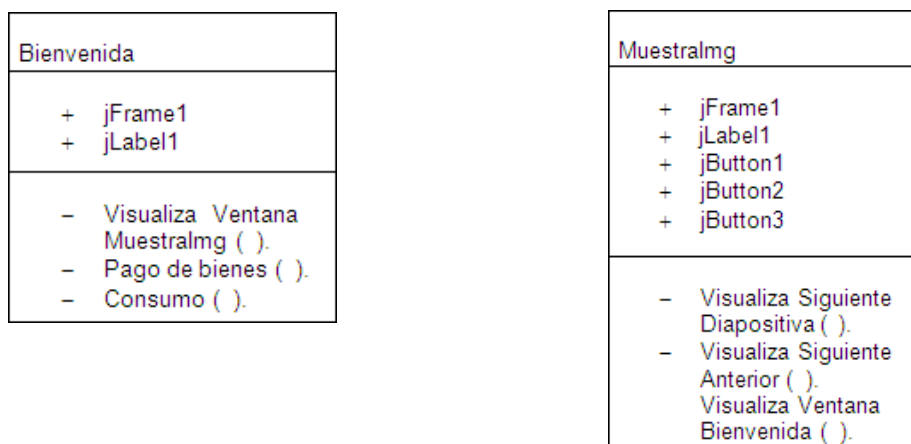 Bienvenida
+ jFrame1
+ jLabel1
– Visualiza Ventana
MuestraImg ( ).
– Pago de bienes ( ).
– Consumo ( ).
MuestraImg
+ jFrame1
+ jLabel1
+ jButton1
+ jButton2
+ jButton3
– Visualiza Siguiente
Diapositiva ( ).
– Visualiza Siguiente
Anterior ( ).
Visualiza Ventana
Bienvenida ( ).